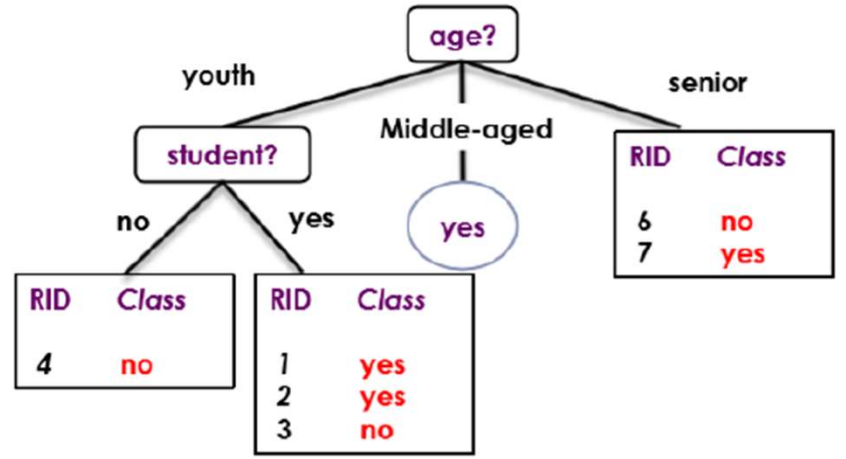 age?
youth
senior
Middle-aged
student?
RID Class
6 no
7 yes
no
yes
yes
RID Class
4 no
RID Class
1 yes
2 yes
3 no